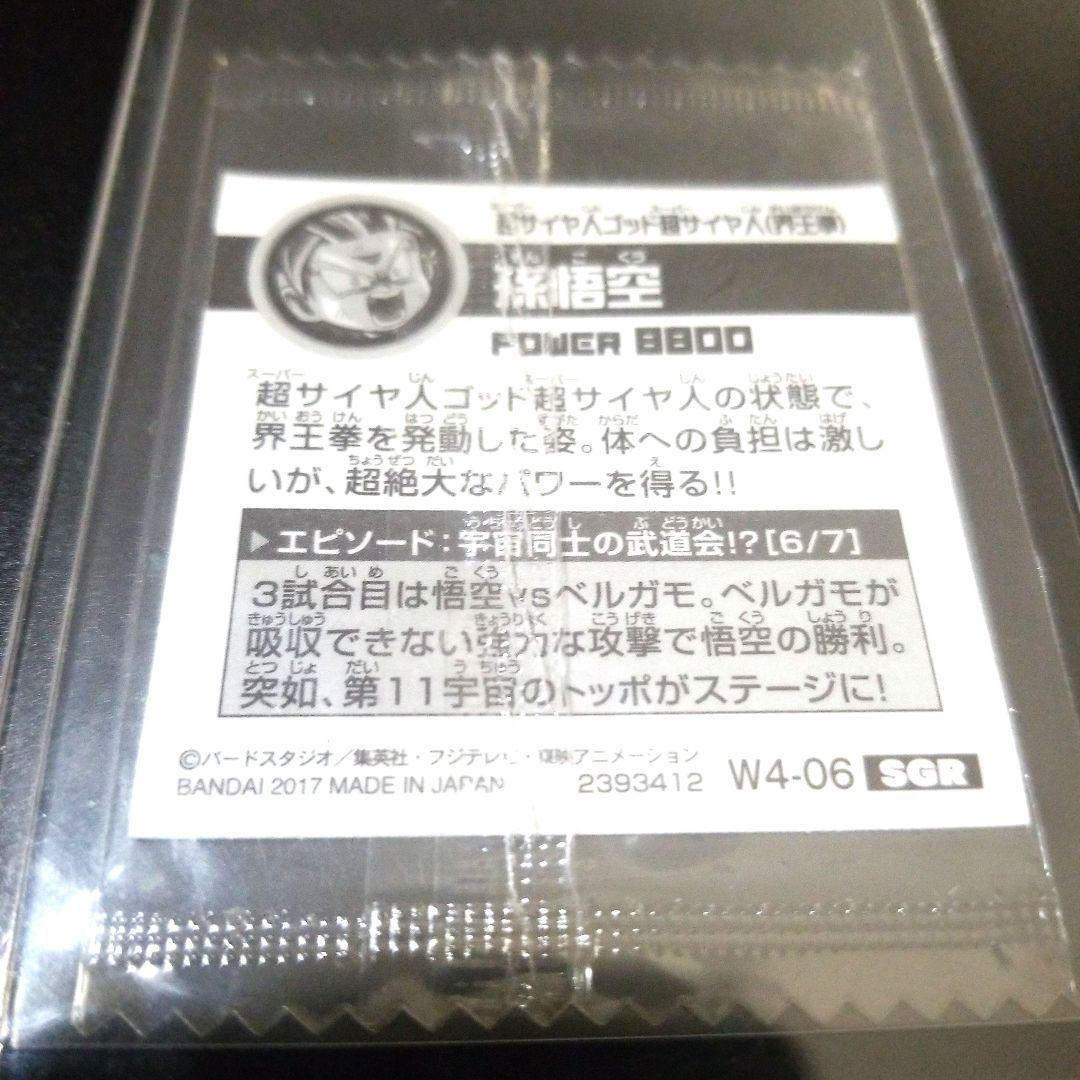 超サイヤ人ゴッド超サイヤ人(界王拳)
孫悟空
POWER 8800
超サイヤ人ゴッド超サイヤ人の状態で、
界王拳を発動した姿。体への負担は激し
いが、超絶大なパワーを得る!!
▶エピソード:宇宙同士の武道会!?[6/7]
3試合目は悟空vsベルガモ。ベルガモが
吸収できない強力な攻撃で悟空の勝利。
突如、第11宇宙のトッポがステージに!
©バードスタジオ/集英社・フジテレビ・東映アニメーション
BANDAI 2017 MADE IN JAPAN 2393412 W4-06 SGR